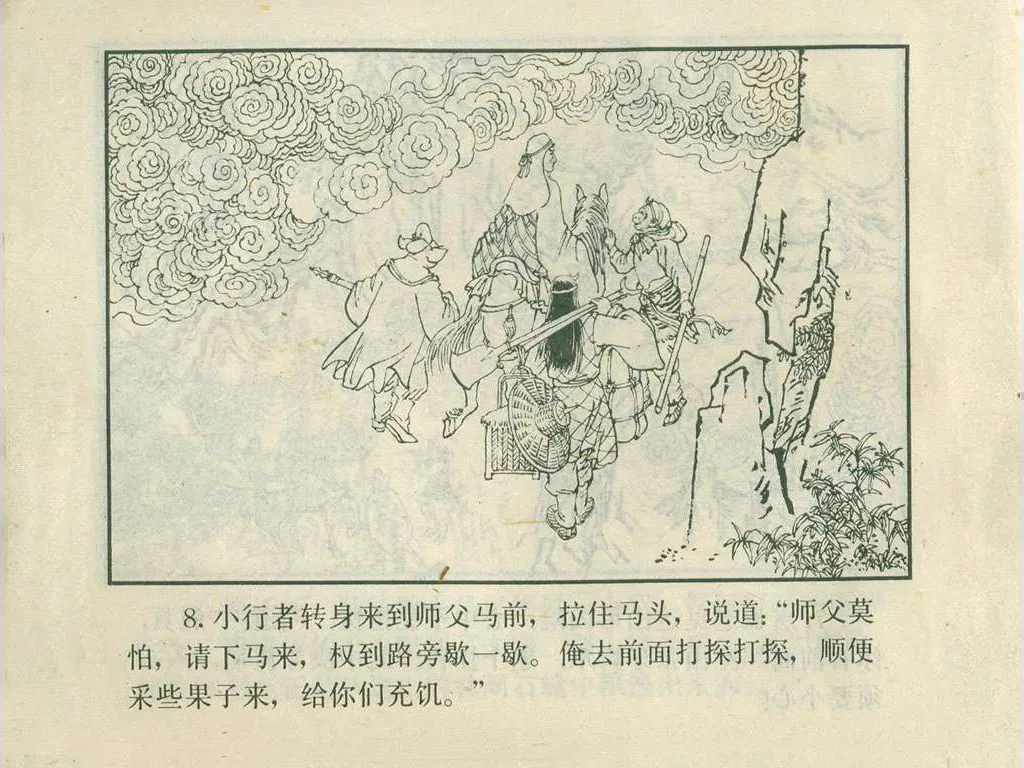 8. 小行者转身来到师父马前，拉住马头，说道：“师父莫
怕，请下马来，权到路旁歇一歇。俺去前面打探打探，顺便
采些果子来，给你们充饥。”